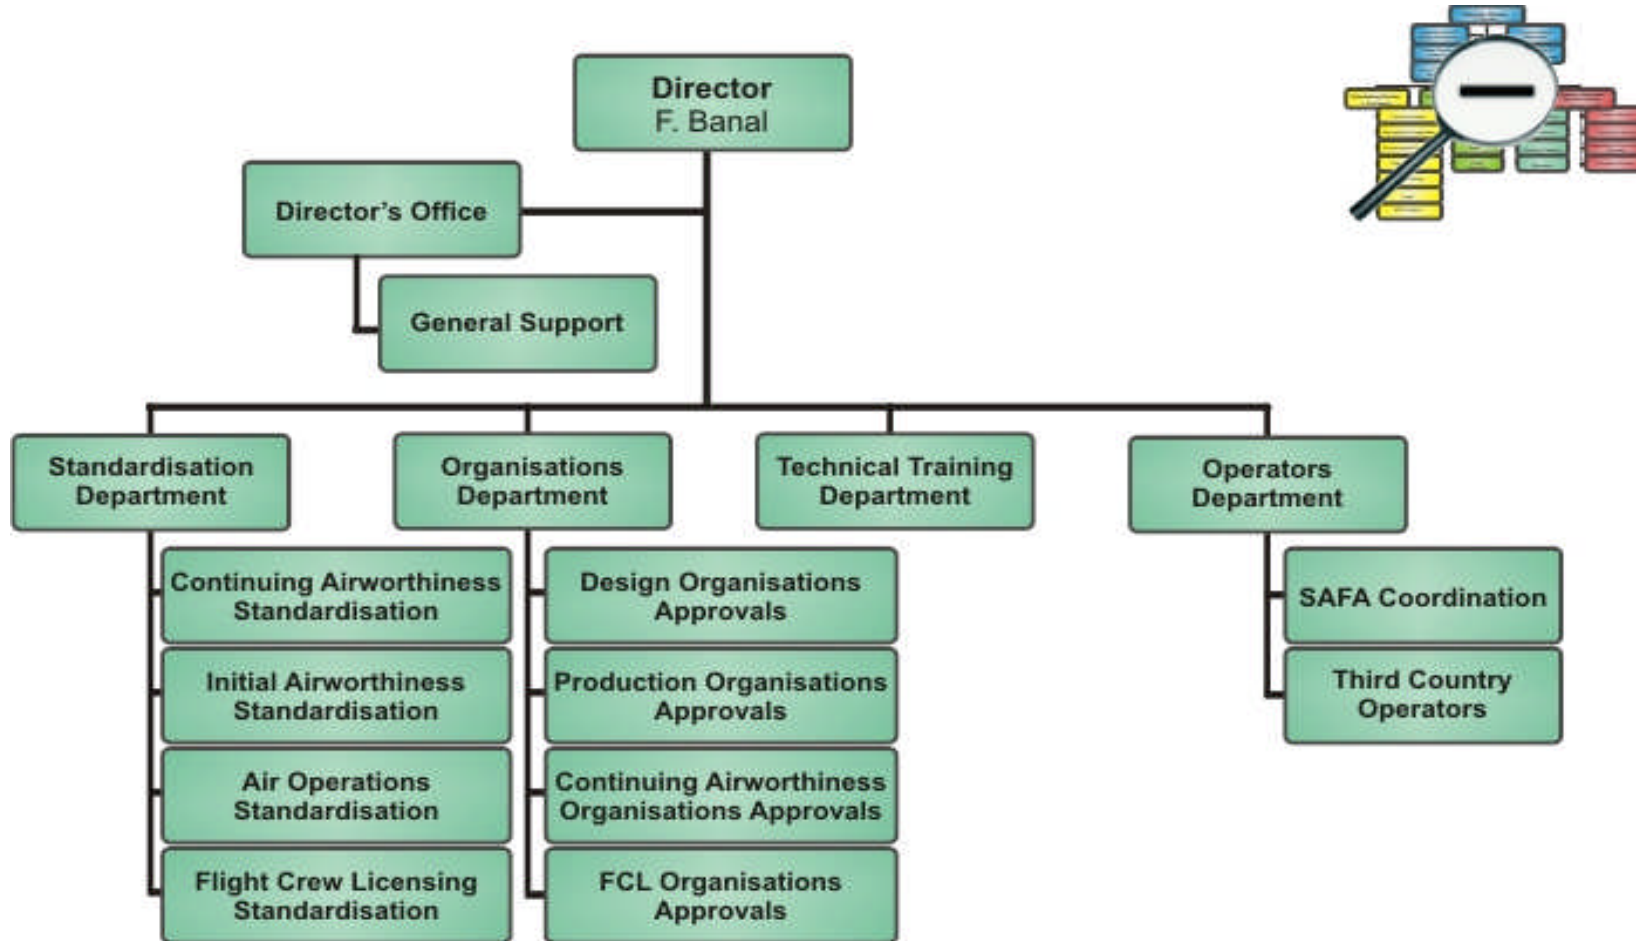 Director
F. Banal
Director’s Office
General Support
Standardisation
Department
Organisations
Department
Technical Training
Department
Operators
Department
Continuing Airworthiness
Standardisation
Initial Airworthiness
Standardisation
Air Operations
Standardisation
Flight Crew Licensing
Standardisation
Design Organisations
Approvals
Production Organisations
Approvals
Continuing Airworthiness
Organisations Approvals
FCL Organisations
Approvals
SAFA Coordination
Third Country
Operators